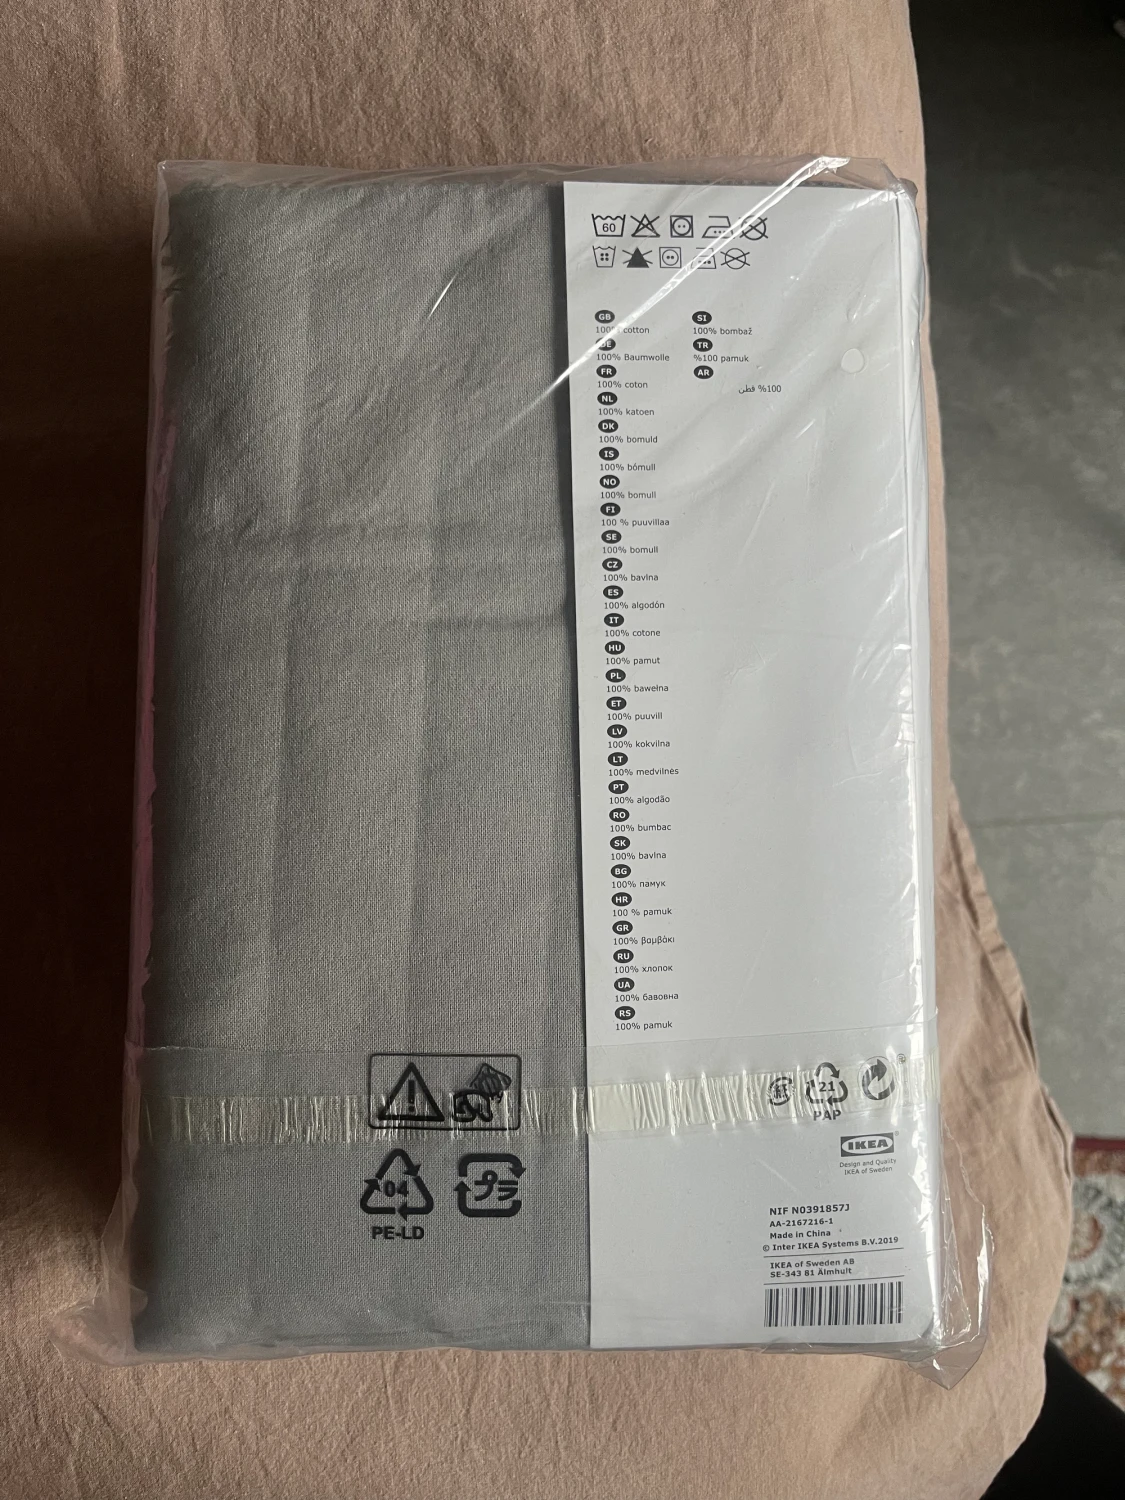 60
GB
100% cotton
DE
100% Baumwolle
FR
100% coton
NL
100% katoen
DK
100% bomuld
IS
100% bómull
NO
100% bomull
FI
100 % puuvillaa
SE
100% bomull
CZ
100% bavlna
ES
100% algodón
IT
100% cotone
HU
100% pamut
PL
100% bawełna
ET
100% puuvill
LV
100% kokvilna
LT
100% medvilnės
PT
100% algodão
RO
100% bumbac
SK
100% bavlna
BG
100% памук
HR
100 % pamuk
GR
100% βαμβάκι
RU
100% хлопок
UA
100% бавовна
RS
100% pamuk
SI
100% bombaž
TR
%100 pamuk
AR
%100 قطن
21
PAP
04
PE-LD
プラ
IKEA®
Design and Quality
IKEA of Sweden
NIF N0391857J
AA-2167216-1
Made in China
© Inter IKEA Systems B.V.2019
IKEA of Sweden AB
SE-343 81 Älmhult